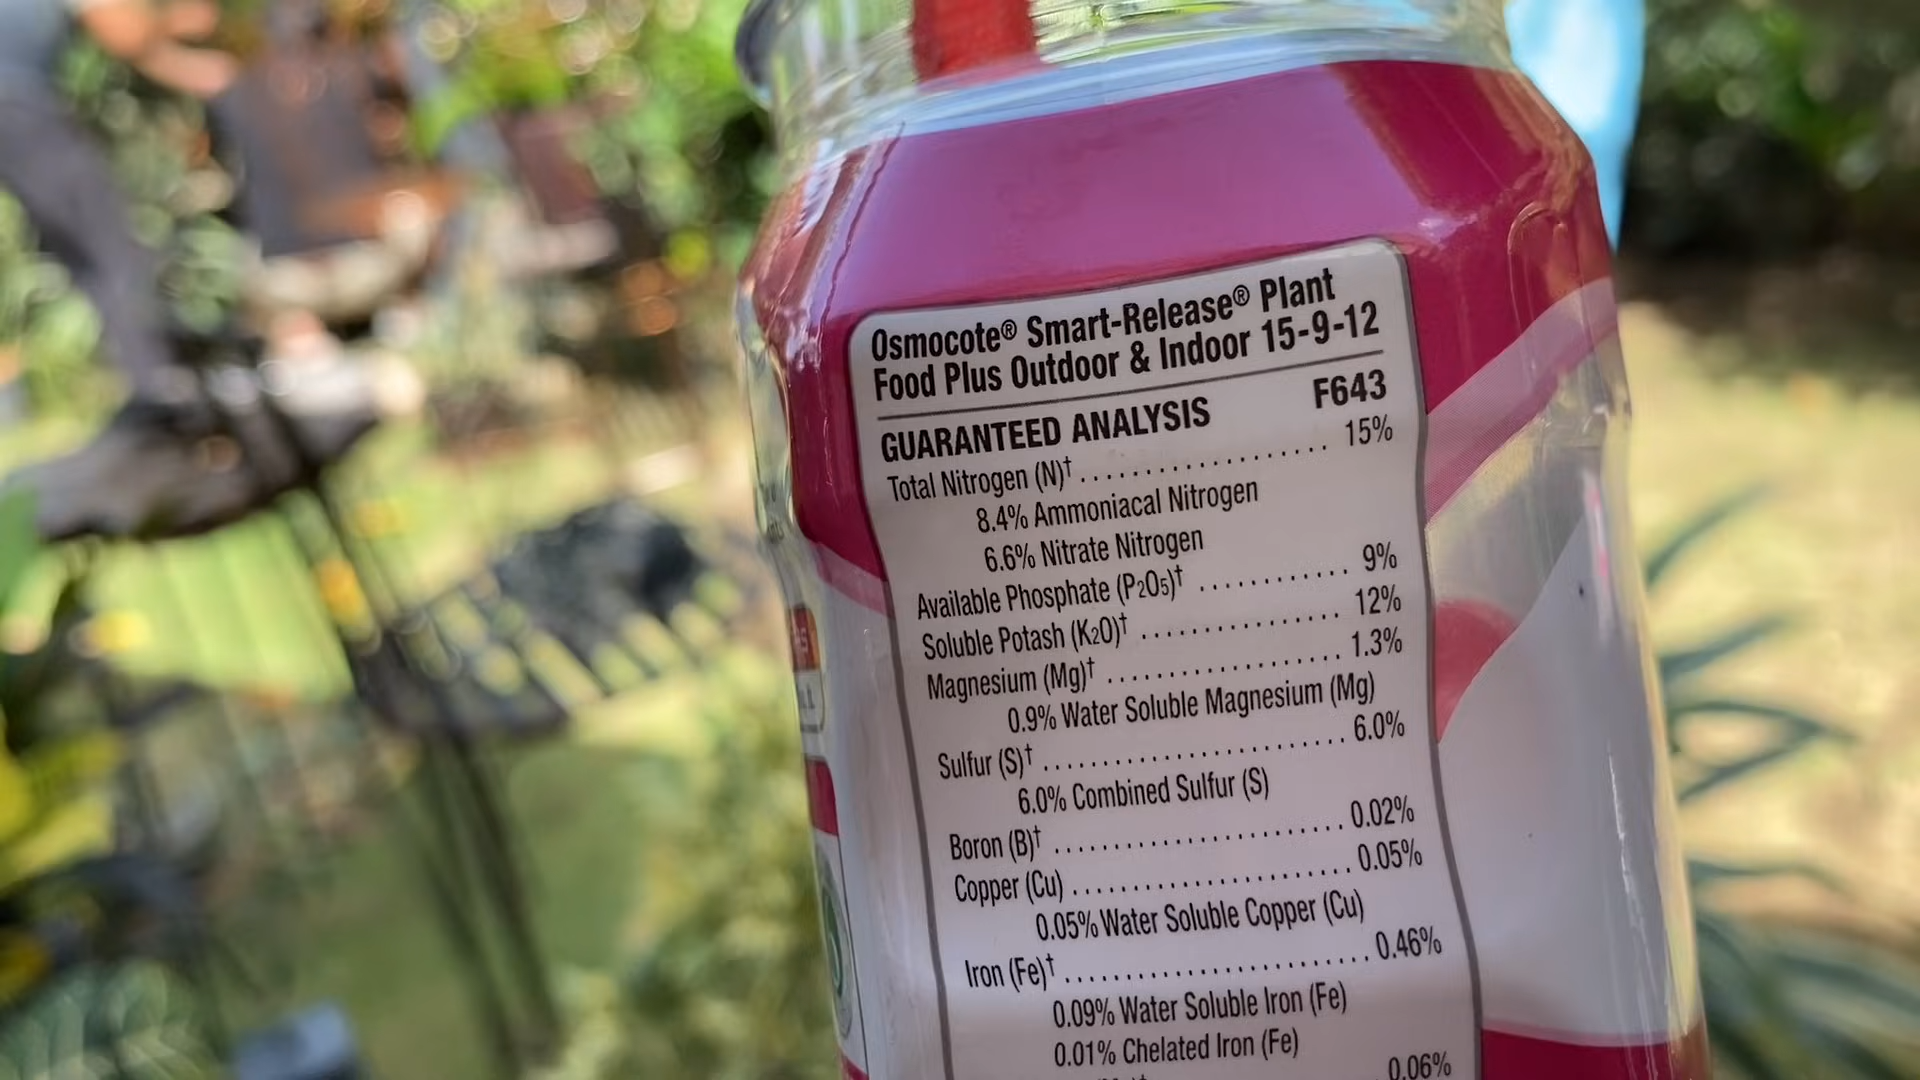 Osmocote® Smart-Release® Plant
Food Plus Outdoor & Indoor 15-9-12
F643
GUARANTEED ANALYSIS
Total Nitrogen (N)† .................... 15%
8.4% Ammoniacal Nitrogen
6.6% Nitrate Nitrogen
Available Phosphate (P₂O₅)† ............ 9%
Soluble Potash (K₂O)† ................ 12%
Magnesium (Mg)† .................... 1.3%
0.9% Water Soluble Magnesium (Mg)
Sulfur (S)† ......................... 6.0%
6.0% Combined Sulfur (S)
Boron (B)† ........................ 0.02%
Copper (Cu) ....................... 0.05%
0.05% Water Soluble Copper (Cu)
Iron (Fe)† ......................... 0.46%
0.09% Water Soluble Iron (Fe)
0.01% Chelated Iron (Fe)
0.06%